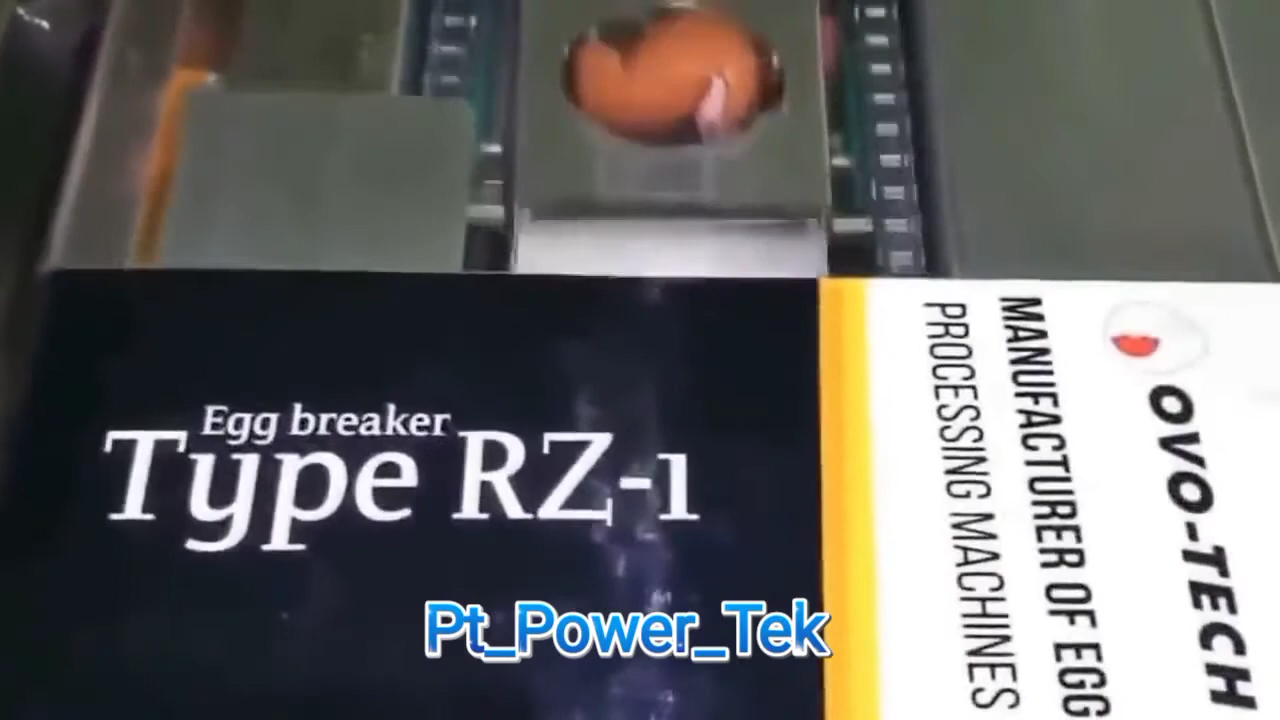 Egg breaker
Type RZ-1
Pt_Power_Tek
OVO-TECH
MANUFACTURER OF EGG
PROCESSING MACHINES